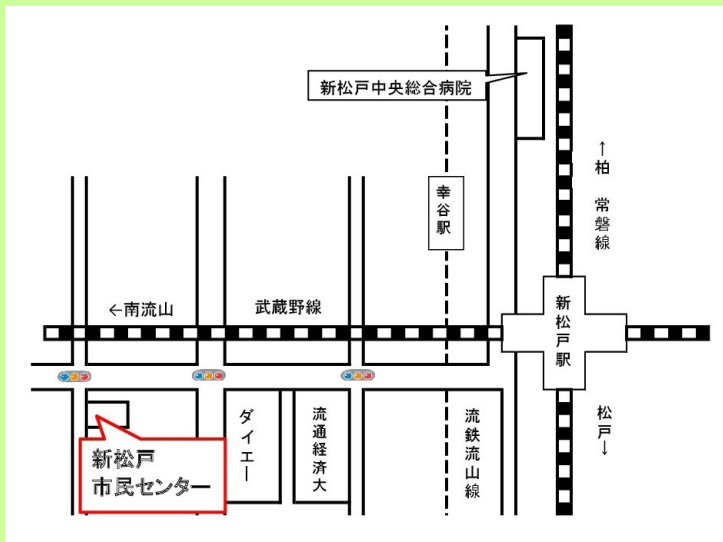 新松戸中央総合病院
↑柏 常磐線
幸谷駅
←南流山
武蔵野線
新松戸駅
ダイエー
流通経済大
流鉄流山線
松戸↓
新松戸
市民センター